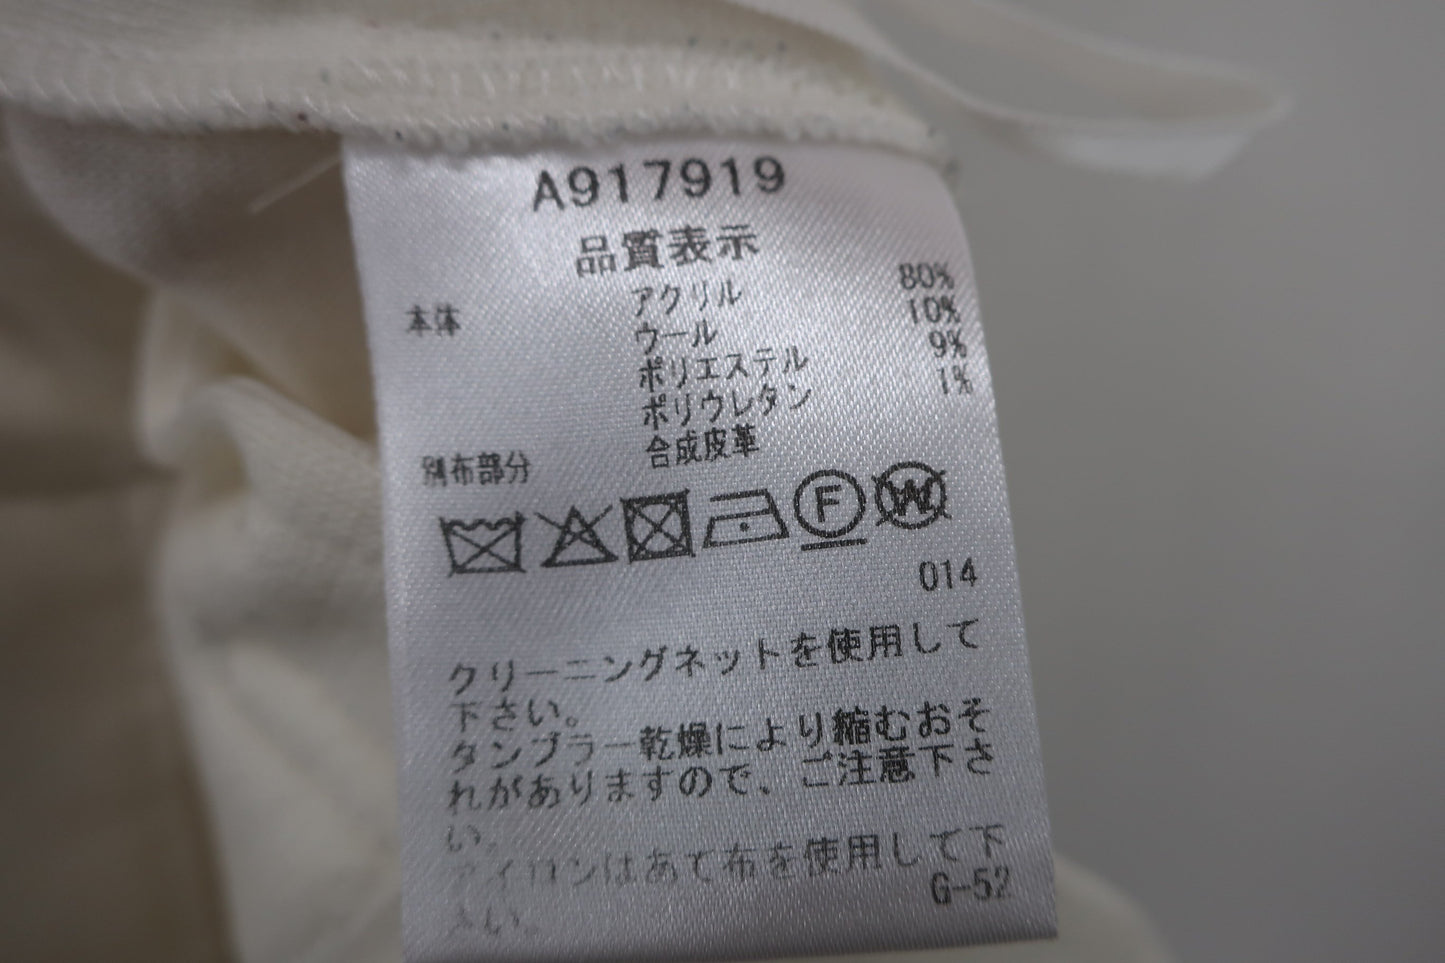 A917919
品質表示
本体 アクリル 80%
ウール 10%
ポリエステル 9%
ポリウレタン 1%
別布部分 合成皮革
F W
014
クリーニングネットを使用して
下さい。
タンブラー乾燥により縮むおそ
れがありますので、ご注意下さ
い。
アイロンはあて布を使用して下
さい。
G-52